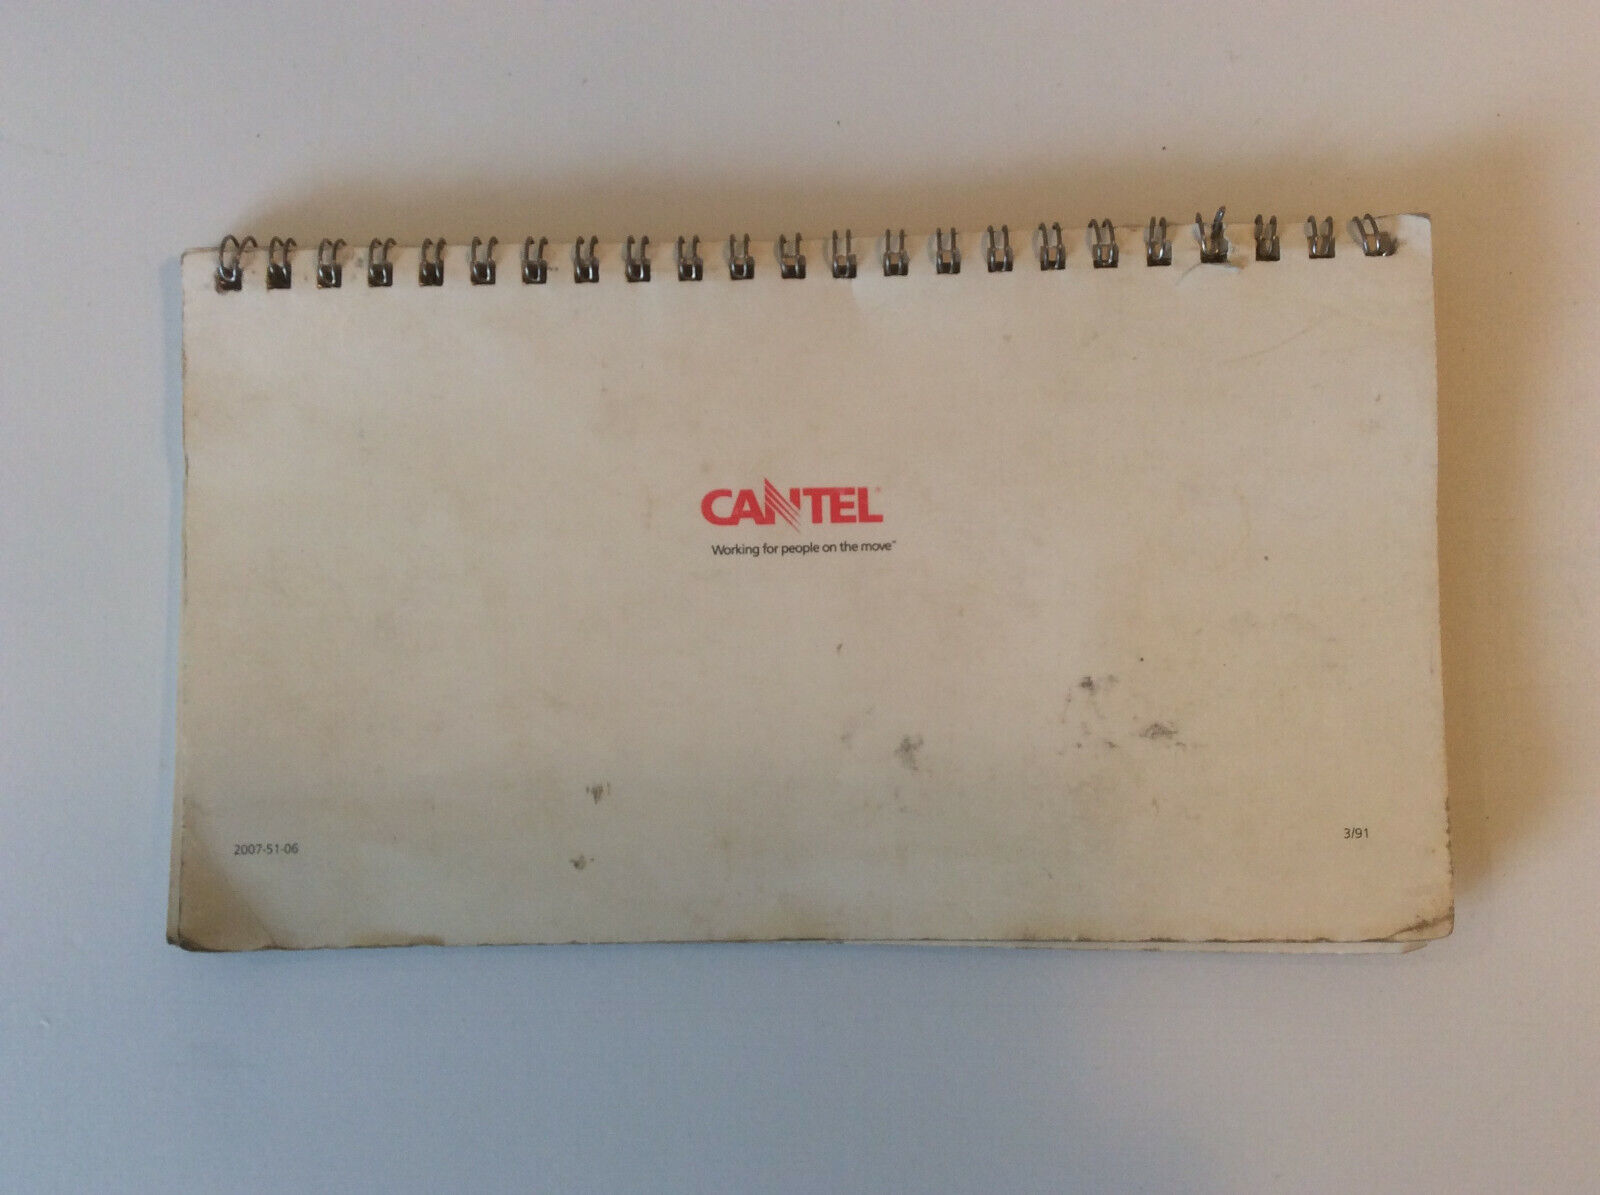 CANTEL
Working for people on the move™
2007-51-06
3/91